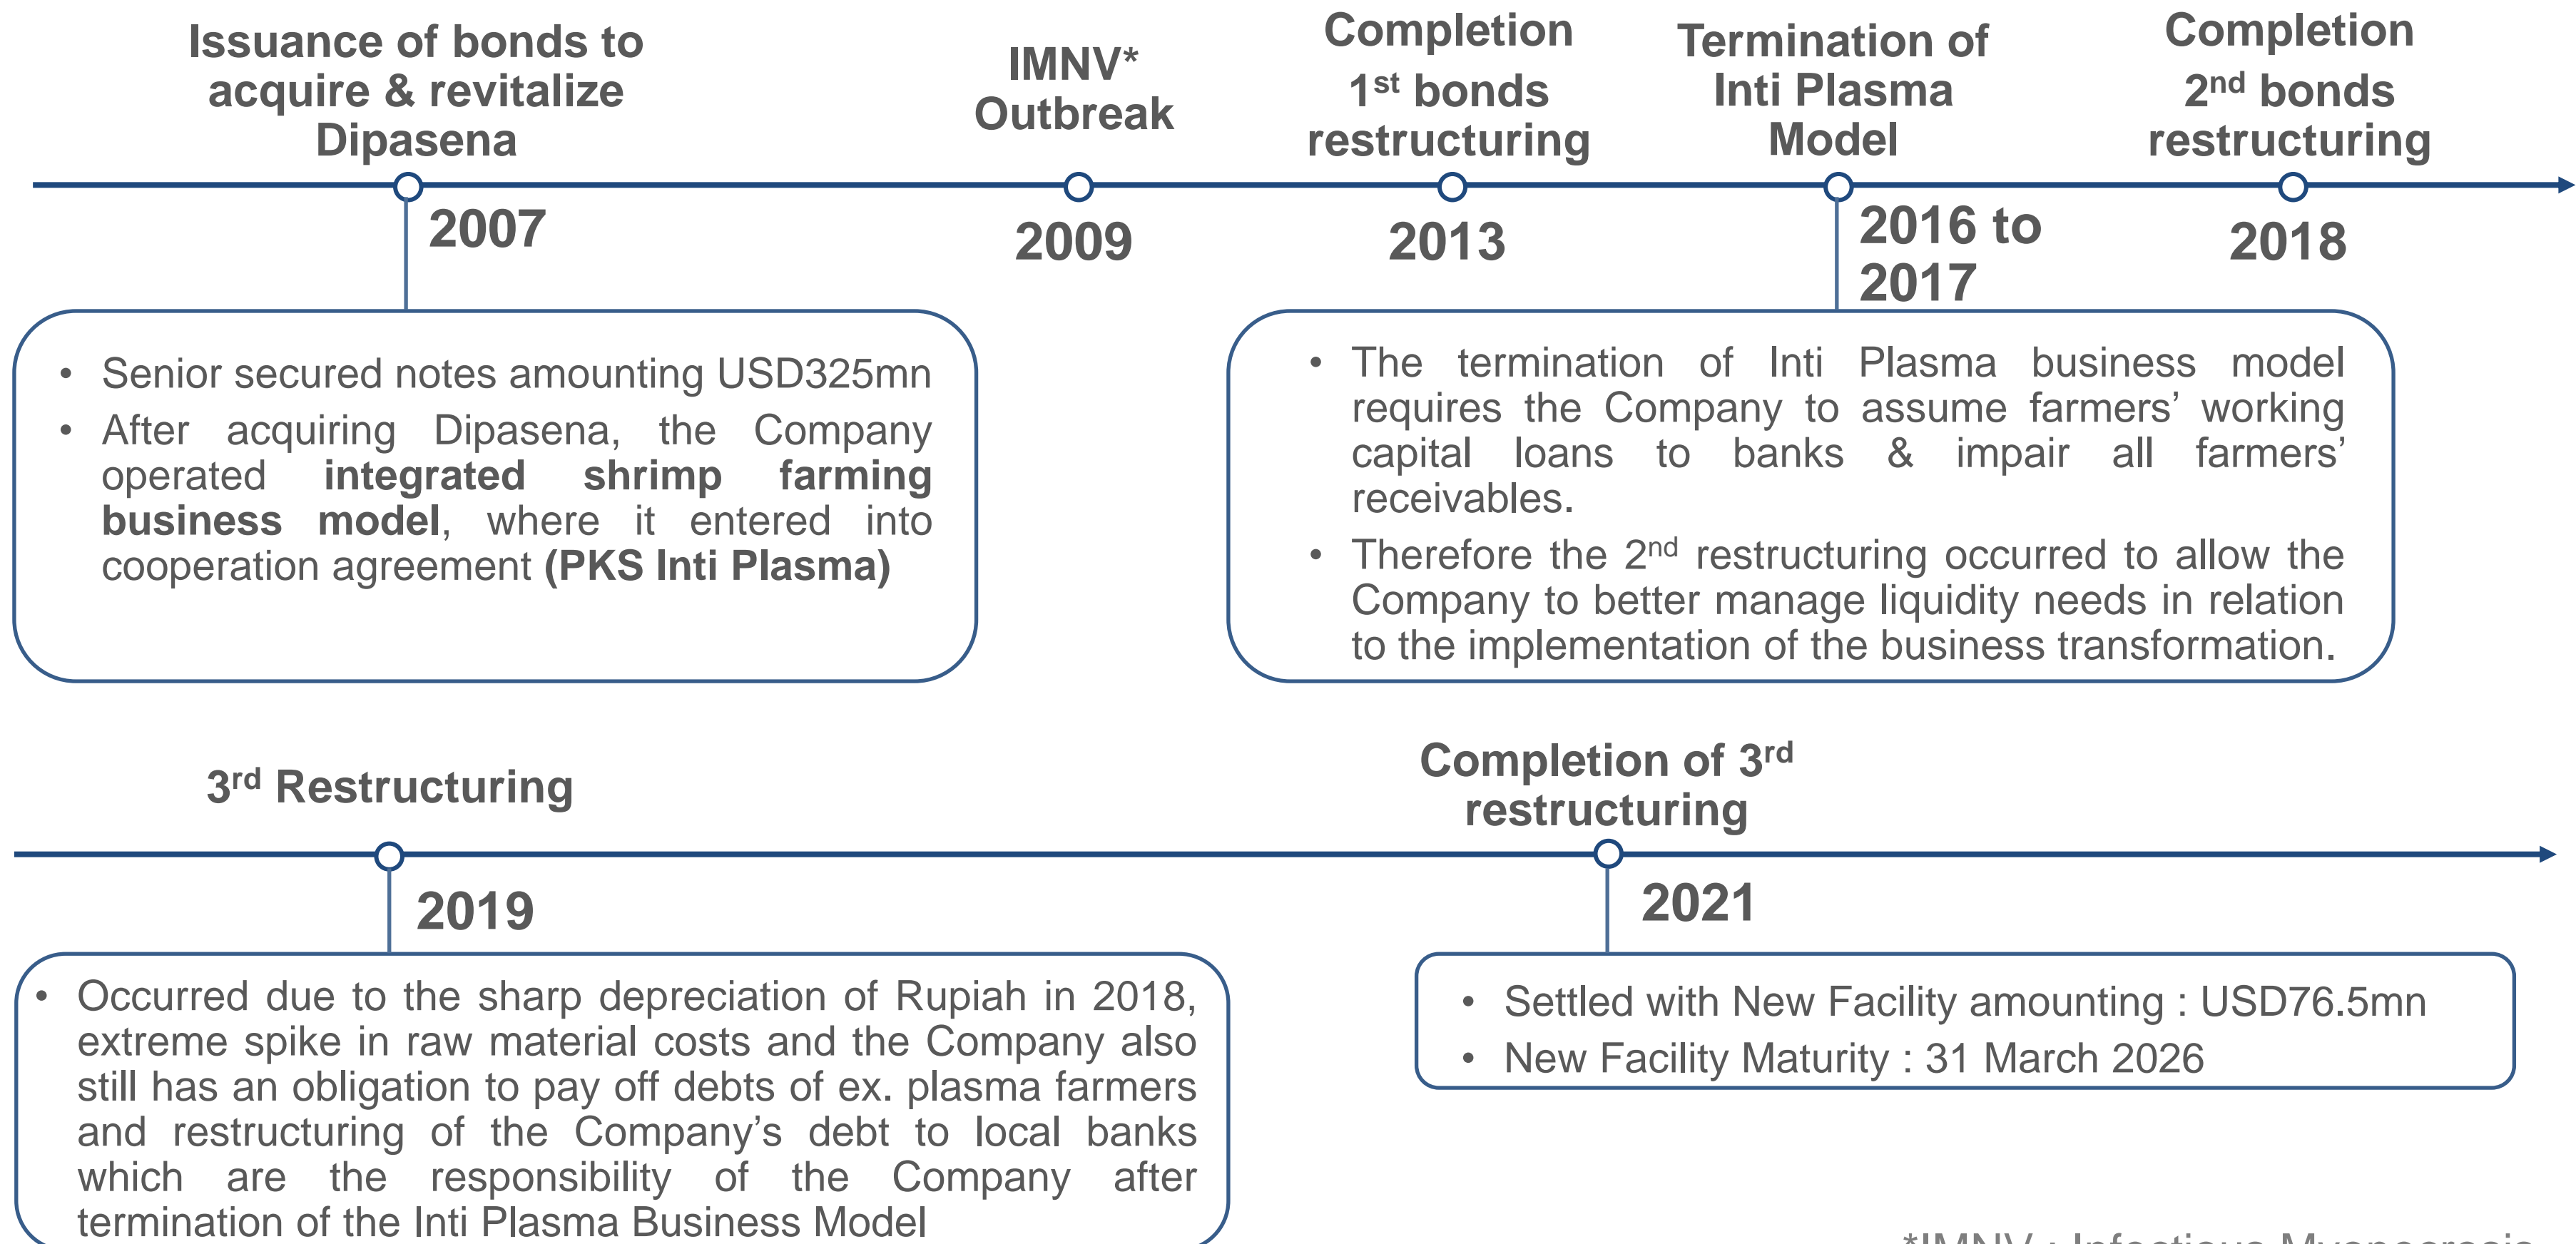 Issuance of bonds to
acquire & revitalize
Dipasena
IMNV*
Outbreak
Completion
1st bonds
restructuring
Termination of
Inti Plasma
Model
Completion
2nd bonds
restructuring
2007
2009
2013
2016 to
2017
2018
• Senior secured notes amounting USD325mn
• After acquiring Dipasena, the Company
operated integrated shrimp farming
business model, where it entered into
cooperation agreement (PKS Inti Plasma)
• The termination of Inti Plasma business model
requires the Company to assume farmers’ working
capital loans to banks & impair all farmers’
receivables.
• Therefore the 2nd restructuring occurred to allow the
Company to better manage liquidity needs in relation
to the implementation of the business transformation.
3rd Restructuring
Completion of 3rd
restructuring
2019
2021
• Occurred due to the sharp depreciation of Rupiah in 2018,
extreme spike in raw material costs and the Company also
still has an obligation to pay off debts of ex. plasma farmers
and restructuring of the Company’s debt to local banks
which are the responsibility of the Company after
termination of the Inti Plasma Business Model
• Settled with New Facility amounting : USD76.5mn
• New Facility Maturity : 31 March 2026
*IMNV : Infectious Myonecrosis